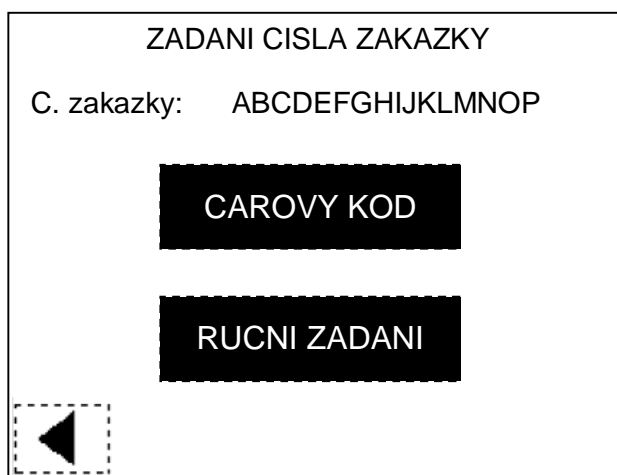 ZADANI CISLA ZAKAZKY
C. zakazky: ABCDEFGHIJKLMNOP
CAROVY KOD
RUCNI ZADANI